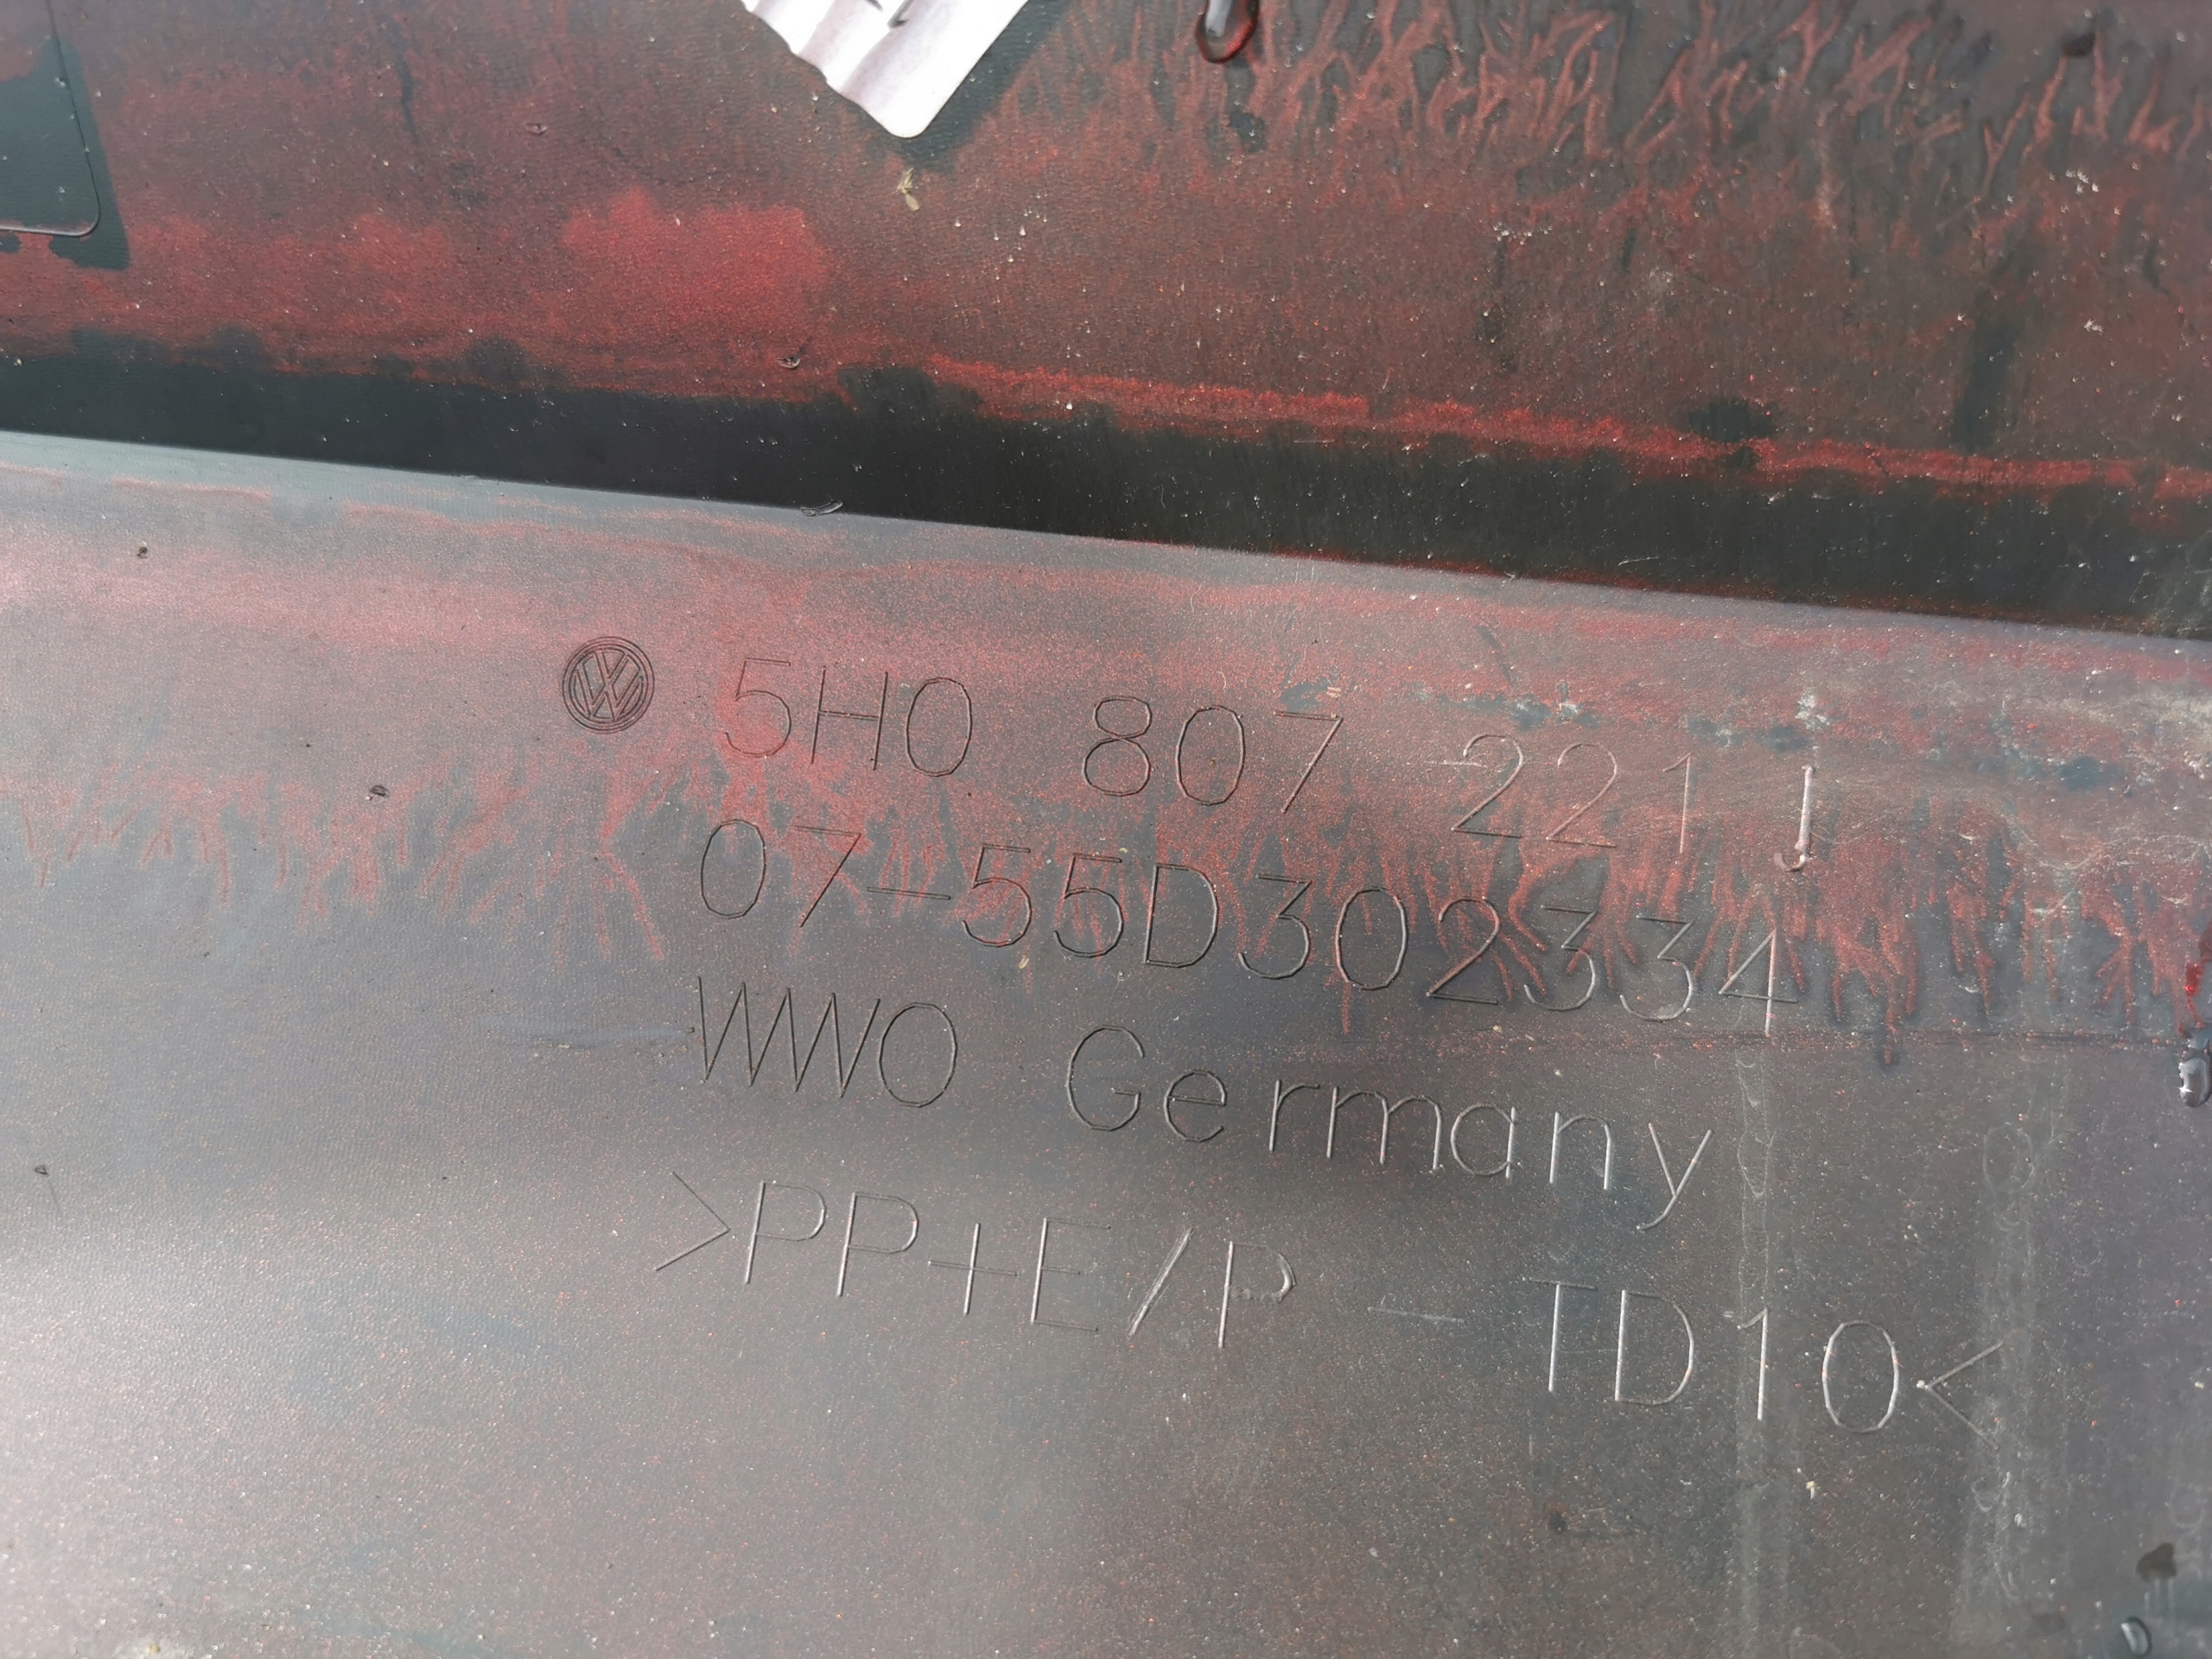 5H0 807 221 J
07-55D302334
WWO Germany
>PP+E/P - TD10<